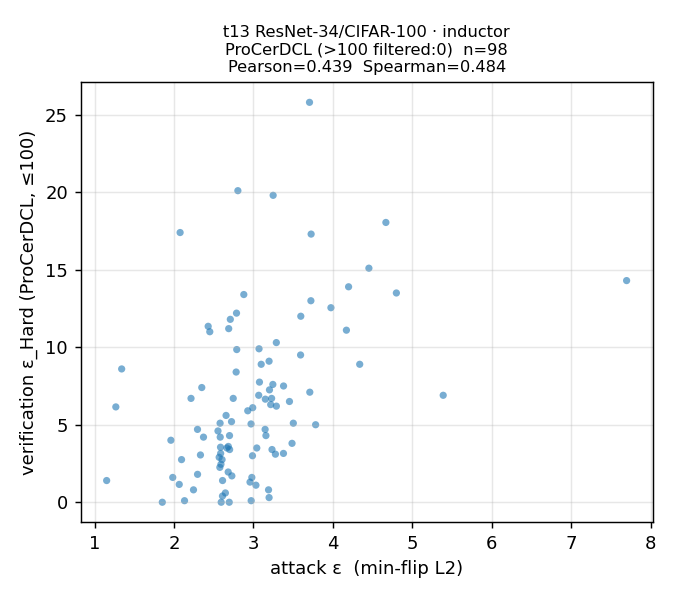 t13 ResNet-34/CIFAR-100 · inductor
ProCerDCL (>100 filtered:0)  n=98
Pearson=0.439  Spearman=0.484
verification ε_Hard (ProCerDCL, ≤100)
25
20
15
10
5
0
1 2 3 4 5 6 7 8
attack ε  (min-flip L2)